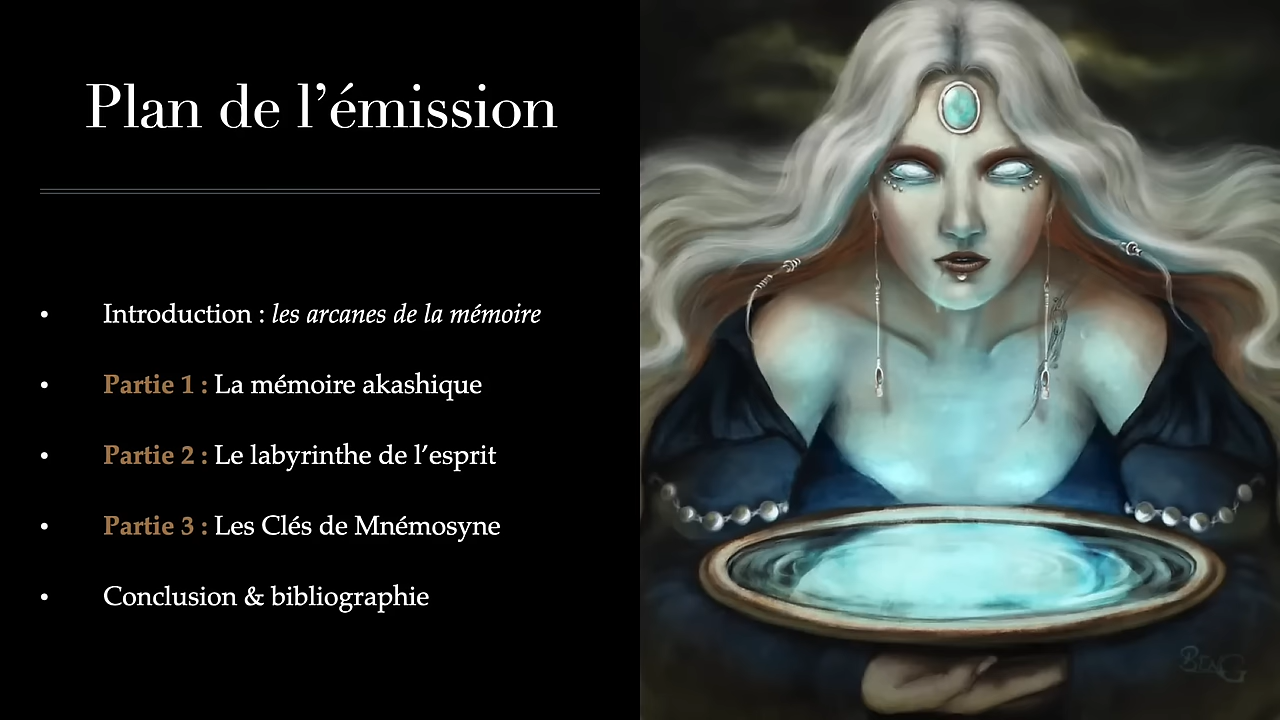 Plan de l’émission
• Introduction : les arcanes de la mémoire
• Partie 1 : La mémoire akashique
• Partie 2 : Le labyrinthe de l’esprit
• Partie 3 : Les Clés de Mnémosyne
• Conclusion & bibliographie